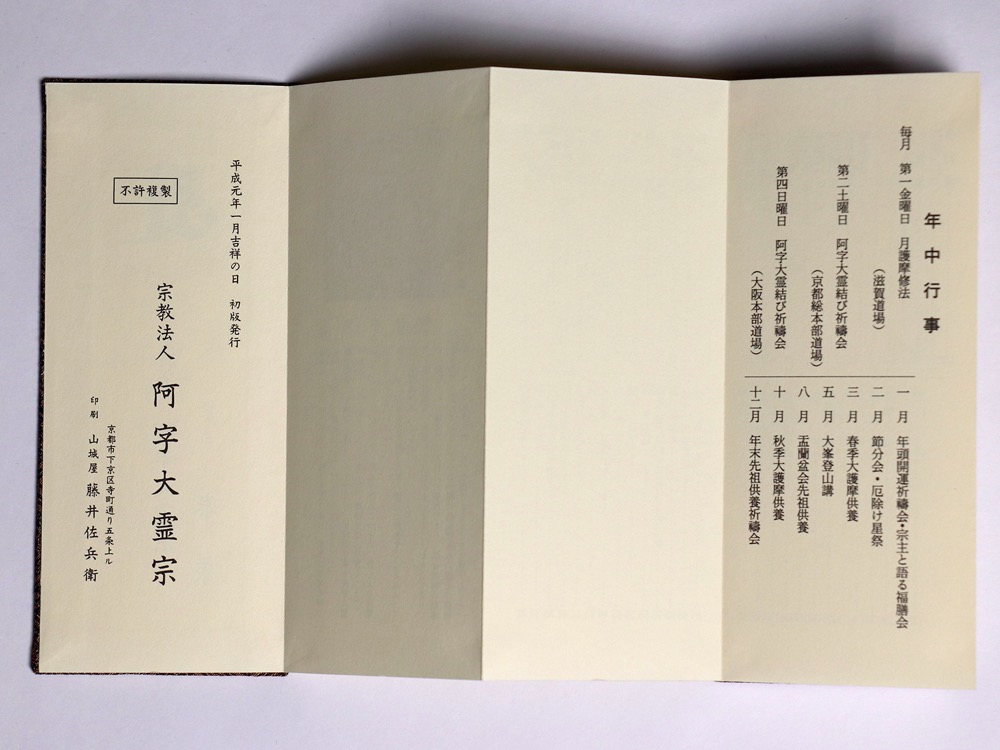 年中行事
毎月　第一金曜日　月護摩修法
（滋賀道場）
第二土曜日　阿字大霊結び祈禱会
（京都総本部道場）
第四日曜日　阿字大霊結び祈禱会
（大阪本部道場）
一月　年頭開運祈禱会・宗主と語る福膳会
二月　節分会・厄除け星祭
三月　春季大護摩供養
五月　大峯登山講
八月　盂蘭盆会先祖供養
十月　秋季大護摩供養
十二月　年末先祖供養祈禱会
平成元年一月吉祥の日　初版発行
不許複製
宗教法人　阿字大霊宗
京都市下京区寺町通り五条上ル
印刷　山城屋　藤井佐兵衛